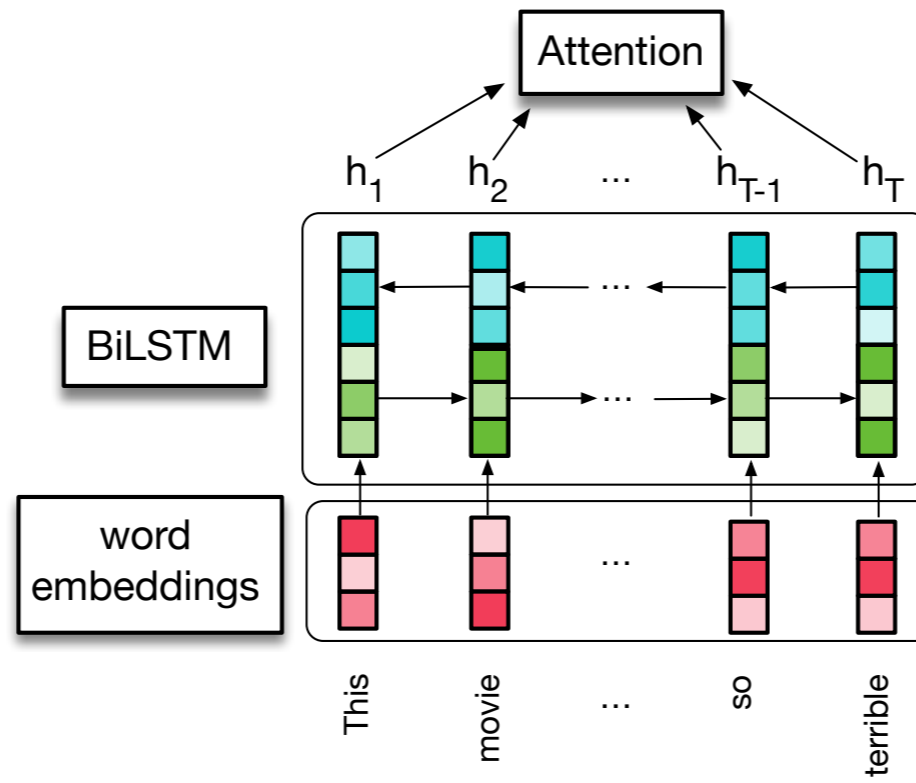 Attention
h1 h2 ... hT-1 hT
...
BiLSTM
...
word
embeddings
...
This movie ... so terrible